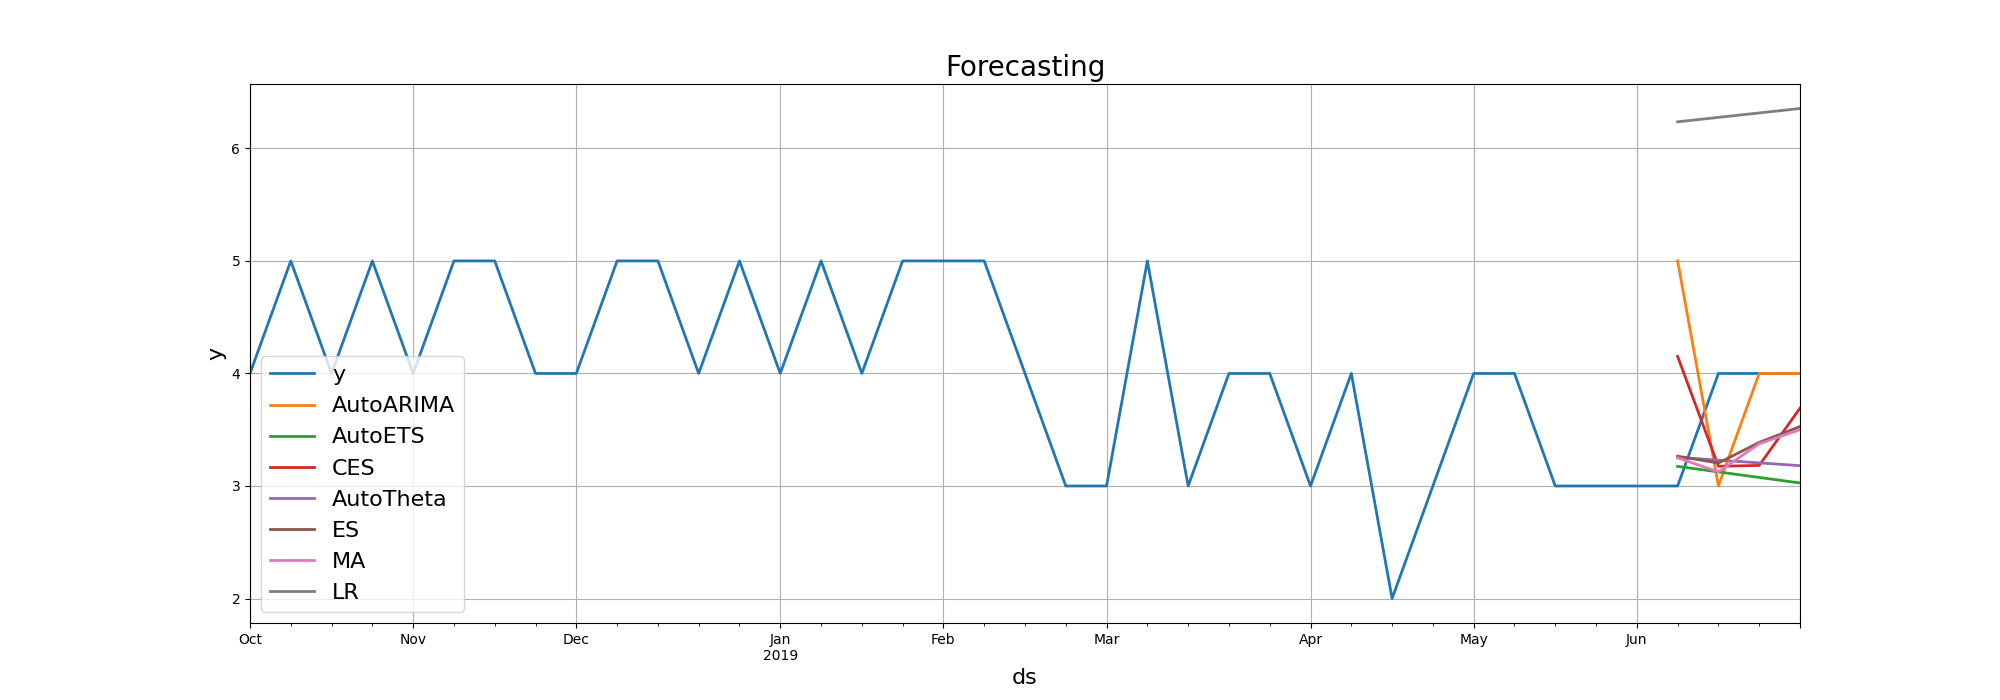 Forecasting
y
6
5
4
3
2
y
AutoARIMA
AutoETS
CES
AutoTheta
ES
MA
LR
Oct Nov Dec Jan Feb Mar Apr May Jun
2019
ds